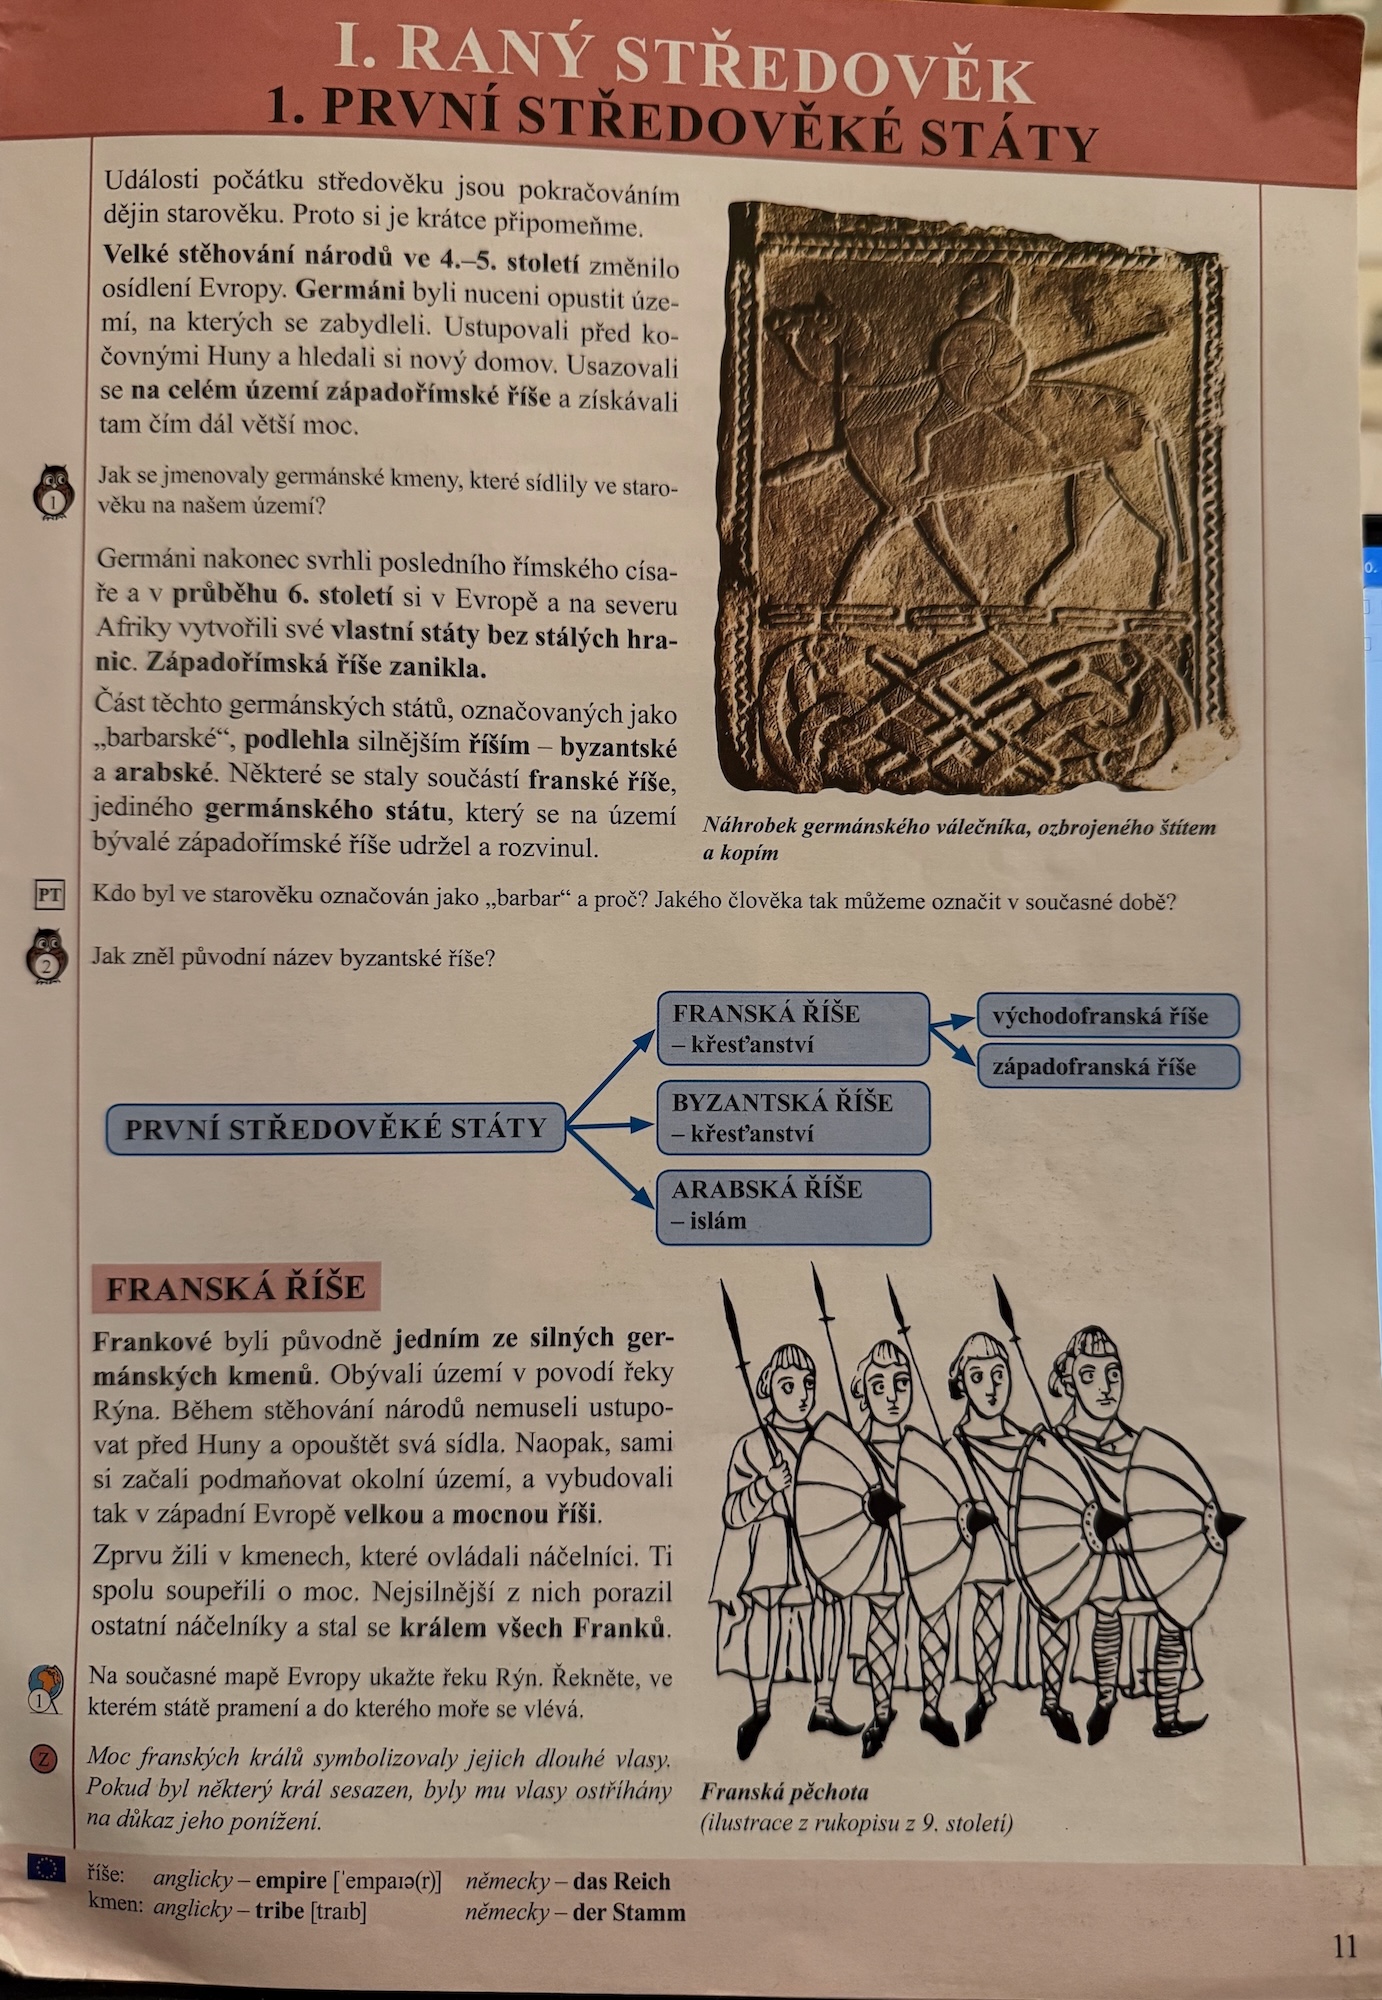 I. RANÝ STŘEDOVĚK
1. PRVNÍ STŘEDOVĚKÉ STÁTY
Události počátku středověku jsou pokračováním
dějin starověku. Proto si je krátce připomeňme.
Velké stěhování národů ve 4.–5. století změnilo
osídlení Evropy. Germáni byli nuceni opustit úze-
mí, na kterých se zabydleli. Ustupovali před ko-
čovnými Huny a hledali si nový domov. Usazovali
se na celém území západořímské říše a získávali
tam čím dál větší moc.
1
Jak se jmenovaly germánské kmeny, které sídlily ve staro-
věku na našem území?
Germáni nakonec svrhli posledního římského císa-
ře a v průběhu 6. století si v Evropě a na severu
Afriky vytvořili své vlastní státy bez stálých hra-
nic. Západořímská říše zanikla.
Část těchto germánských států, označovaných jako
„barbarské“, podlehla silnějším říším – byzantské
a arabské. Některé se staly součástí franské říše,
jediného germánského státu, který se na území
bývalé západořímské říše udržel a rozvinul.
Náhrobek germánského válečníka, ozbrojeného štítem
a kopím
PT
Kdo byl ve starověku označován jako „barbar“ a proč? Jakého člověka tak můžeme označit v současné době?
2
Jak zněl původní název byzantské říše?
PRVNÍ STŘEDOVĚKÉ STÁTY
FRANSKÁ ŘÍŠE
– křesťanství
východofranská říše
západofranská říše
BYZANTSKÁ ŘÍŠE
– křesťanství
ARABSKÁ ŘÍŠE
– islám
FRANSKÁ ŘÍŠE
Frankové byli původně jedním ze silných ger-
mánských kmenů. Obývali území v povodí řeky
Rýna. Během stěhování národů nemuseli ustupo-
vat před Huny a opouštět svá sídla. Naopak, sami
si začali podmaňovat okolní území, a vybudovali
tak v západní Evropě velkou a mocnou říši.
Zprvu žili v kmenech, které ovládali náčelníci. Ti
spolu soupeřili o moc. Nejsilnější z nich porazil
ostatní náčelníky a stal se králem všech Franků.
1
Na současné mapě Evropy ukažte řeku Rýn. Řekněte, ve
kterém státě pramení a do kterého moře se vlévá.
Z
Moc franských králů symbolizovaly jejich dlouhé vlasy.
Pokud byl některý král sesazen, byly mu vlasy ostříhány
na důkaz jeho ponížení.
Franská pěchota
(ilustrace z rukopisu z 9. století)
říše: anglicky – empire [ˈempaɪə(r)] německy – das Reich
kmen: anglicky – tribe [traɪb] německy – der Stamm
11